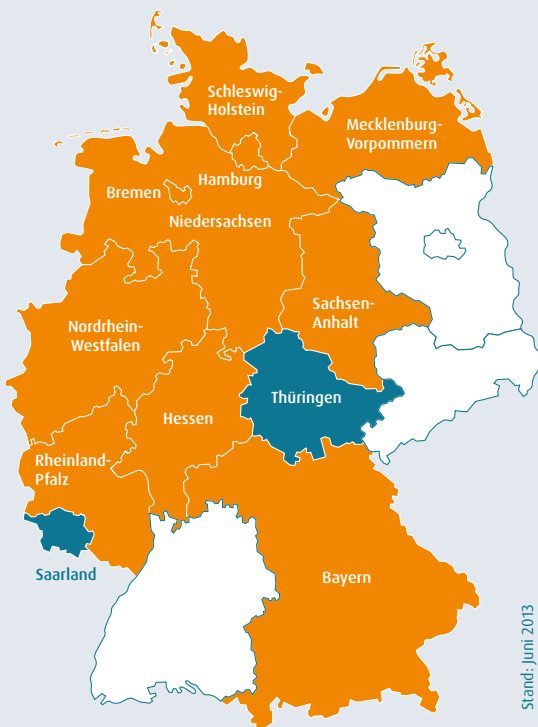 Schleswig-
Holstein
Mecklenburg-
Vorpommern
Hamburg
Bremen
Niedersachsen
Sachsen-
Anhalt
Nordrhein-
Westfalen
Thüringen
Hessen
Rheinland-
Pfalz
Saarland
Bayern
Stand: Juni 2013